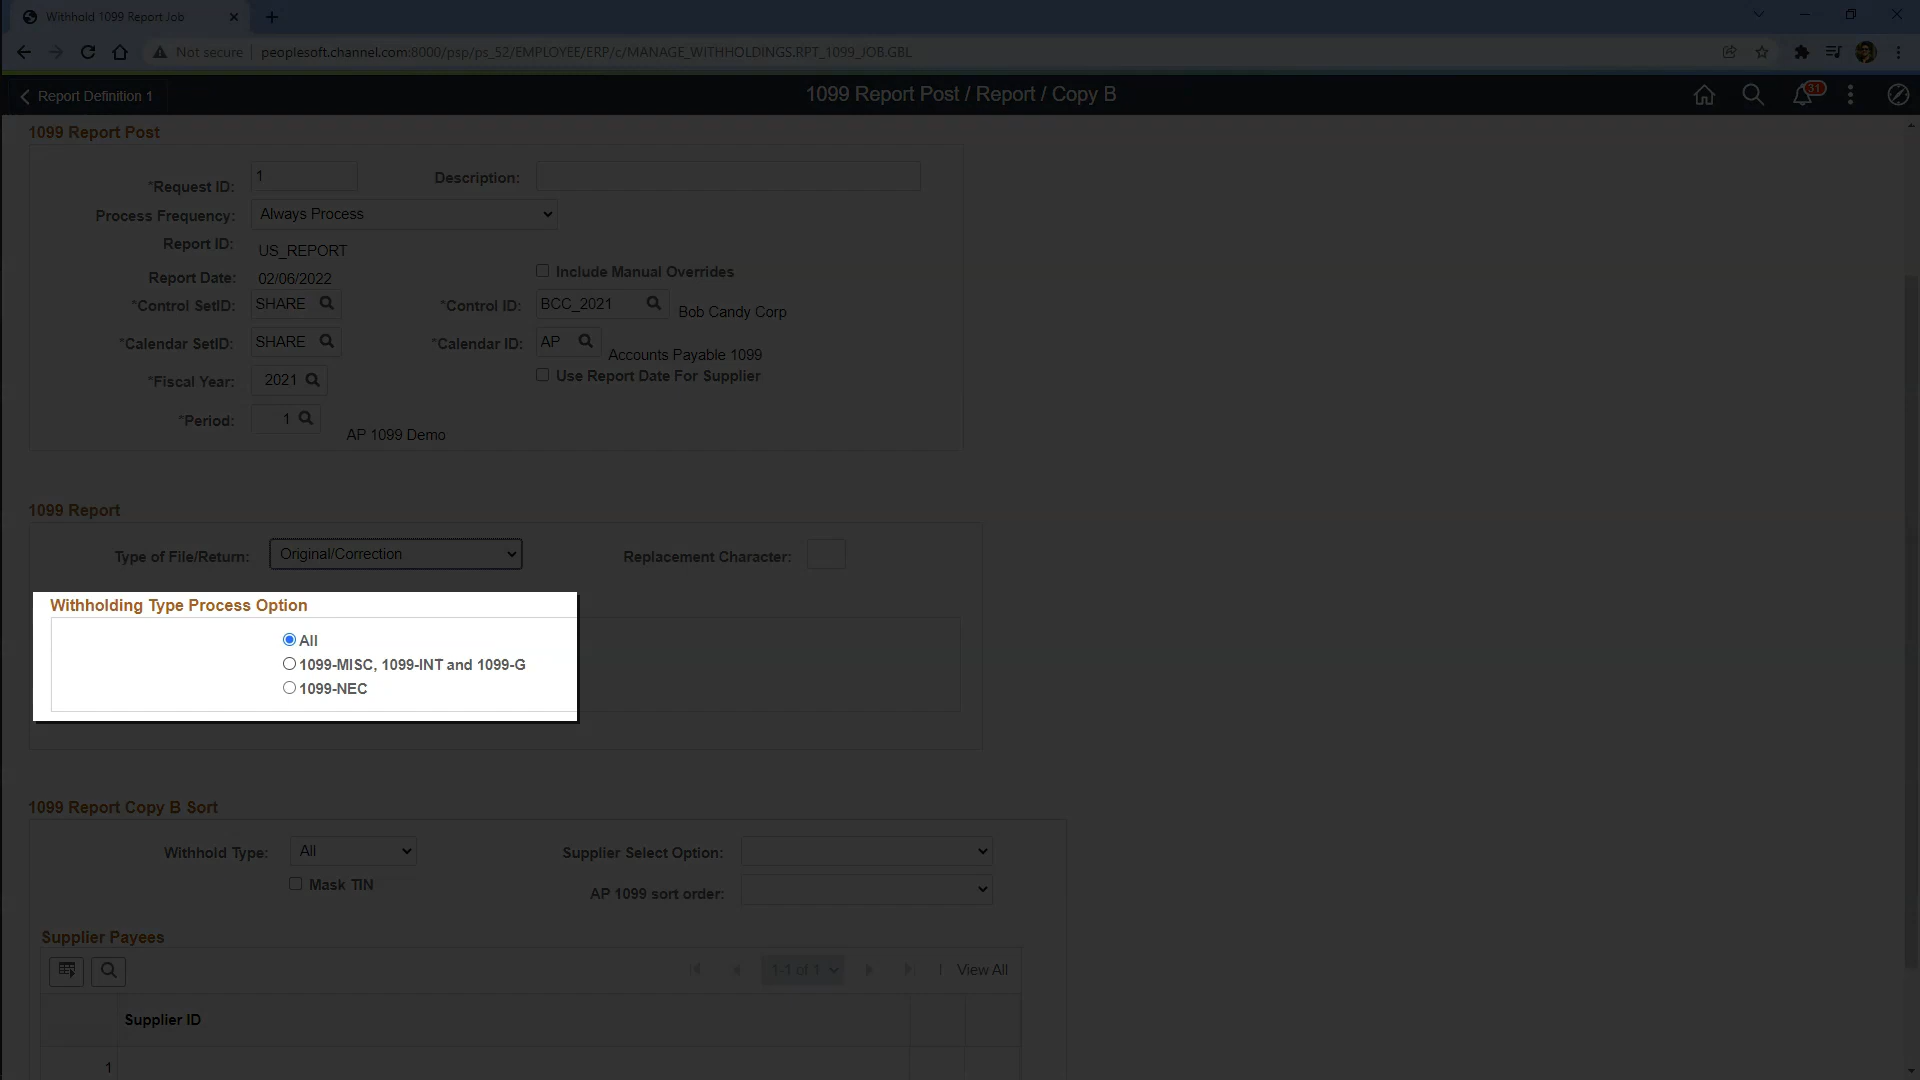 Withhold 1099 Report Job
Not secure
peoplesoft.channel.com:8000/psp/ps_52/EMPLOYEE/ERP/c/MANAGE_WITHHOLDINGS.RPT_1099_JOB.GBL
Report Definition 1
1099 Report Post / Report / Copy B
31
1099 Report Post
*Request ID: 1 Description:
Process Frequency: Always Process
Report ID: US_REPORT
Report Date: 02/06/2022 Include Manual Overrides
*Control SetID: SHARE *Control ID: BCC_2021 Bob Candy Corp
*Calendar SetID: SHARE *Calendar ID: AP Accounts Payable 1099
*Fiscal Year: 2021 Use Report Date For Supplier
*Period: 1 AP 1099 Demo
1099 Report
Type of File/Return: Original/Correction Replacement Character:
Withholding Type Process Option
All
1099-MISC, 1099-INT and 1099-G
1099-NEC
1099 Report Copy B Sort
Withhold Type: All Supplier Select Option:
Mask TIN AP 1099 sort order:
Supplier Payees
1-1 of 1 | View All
Supplier ID
1